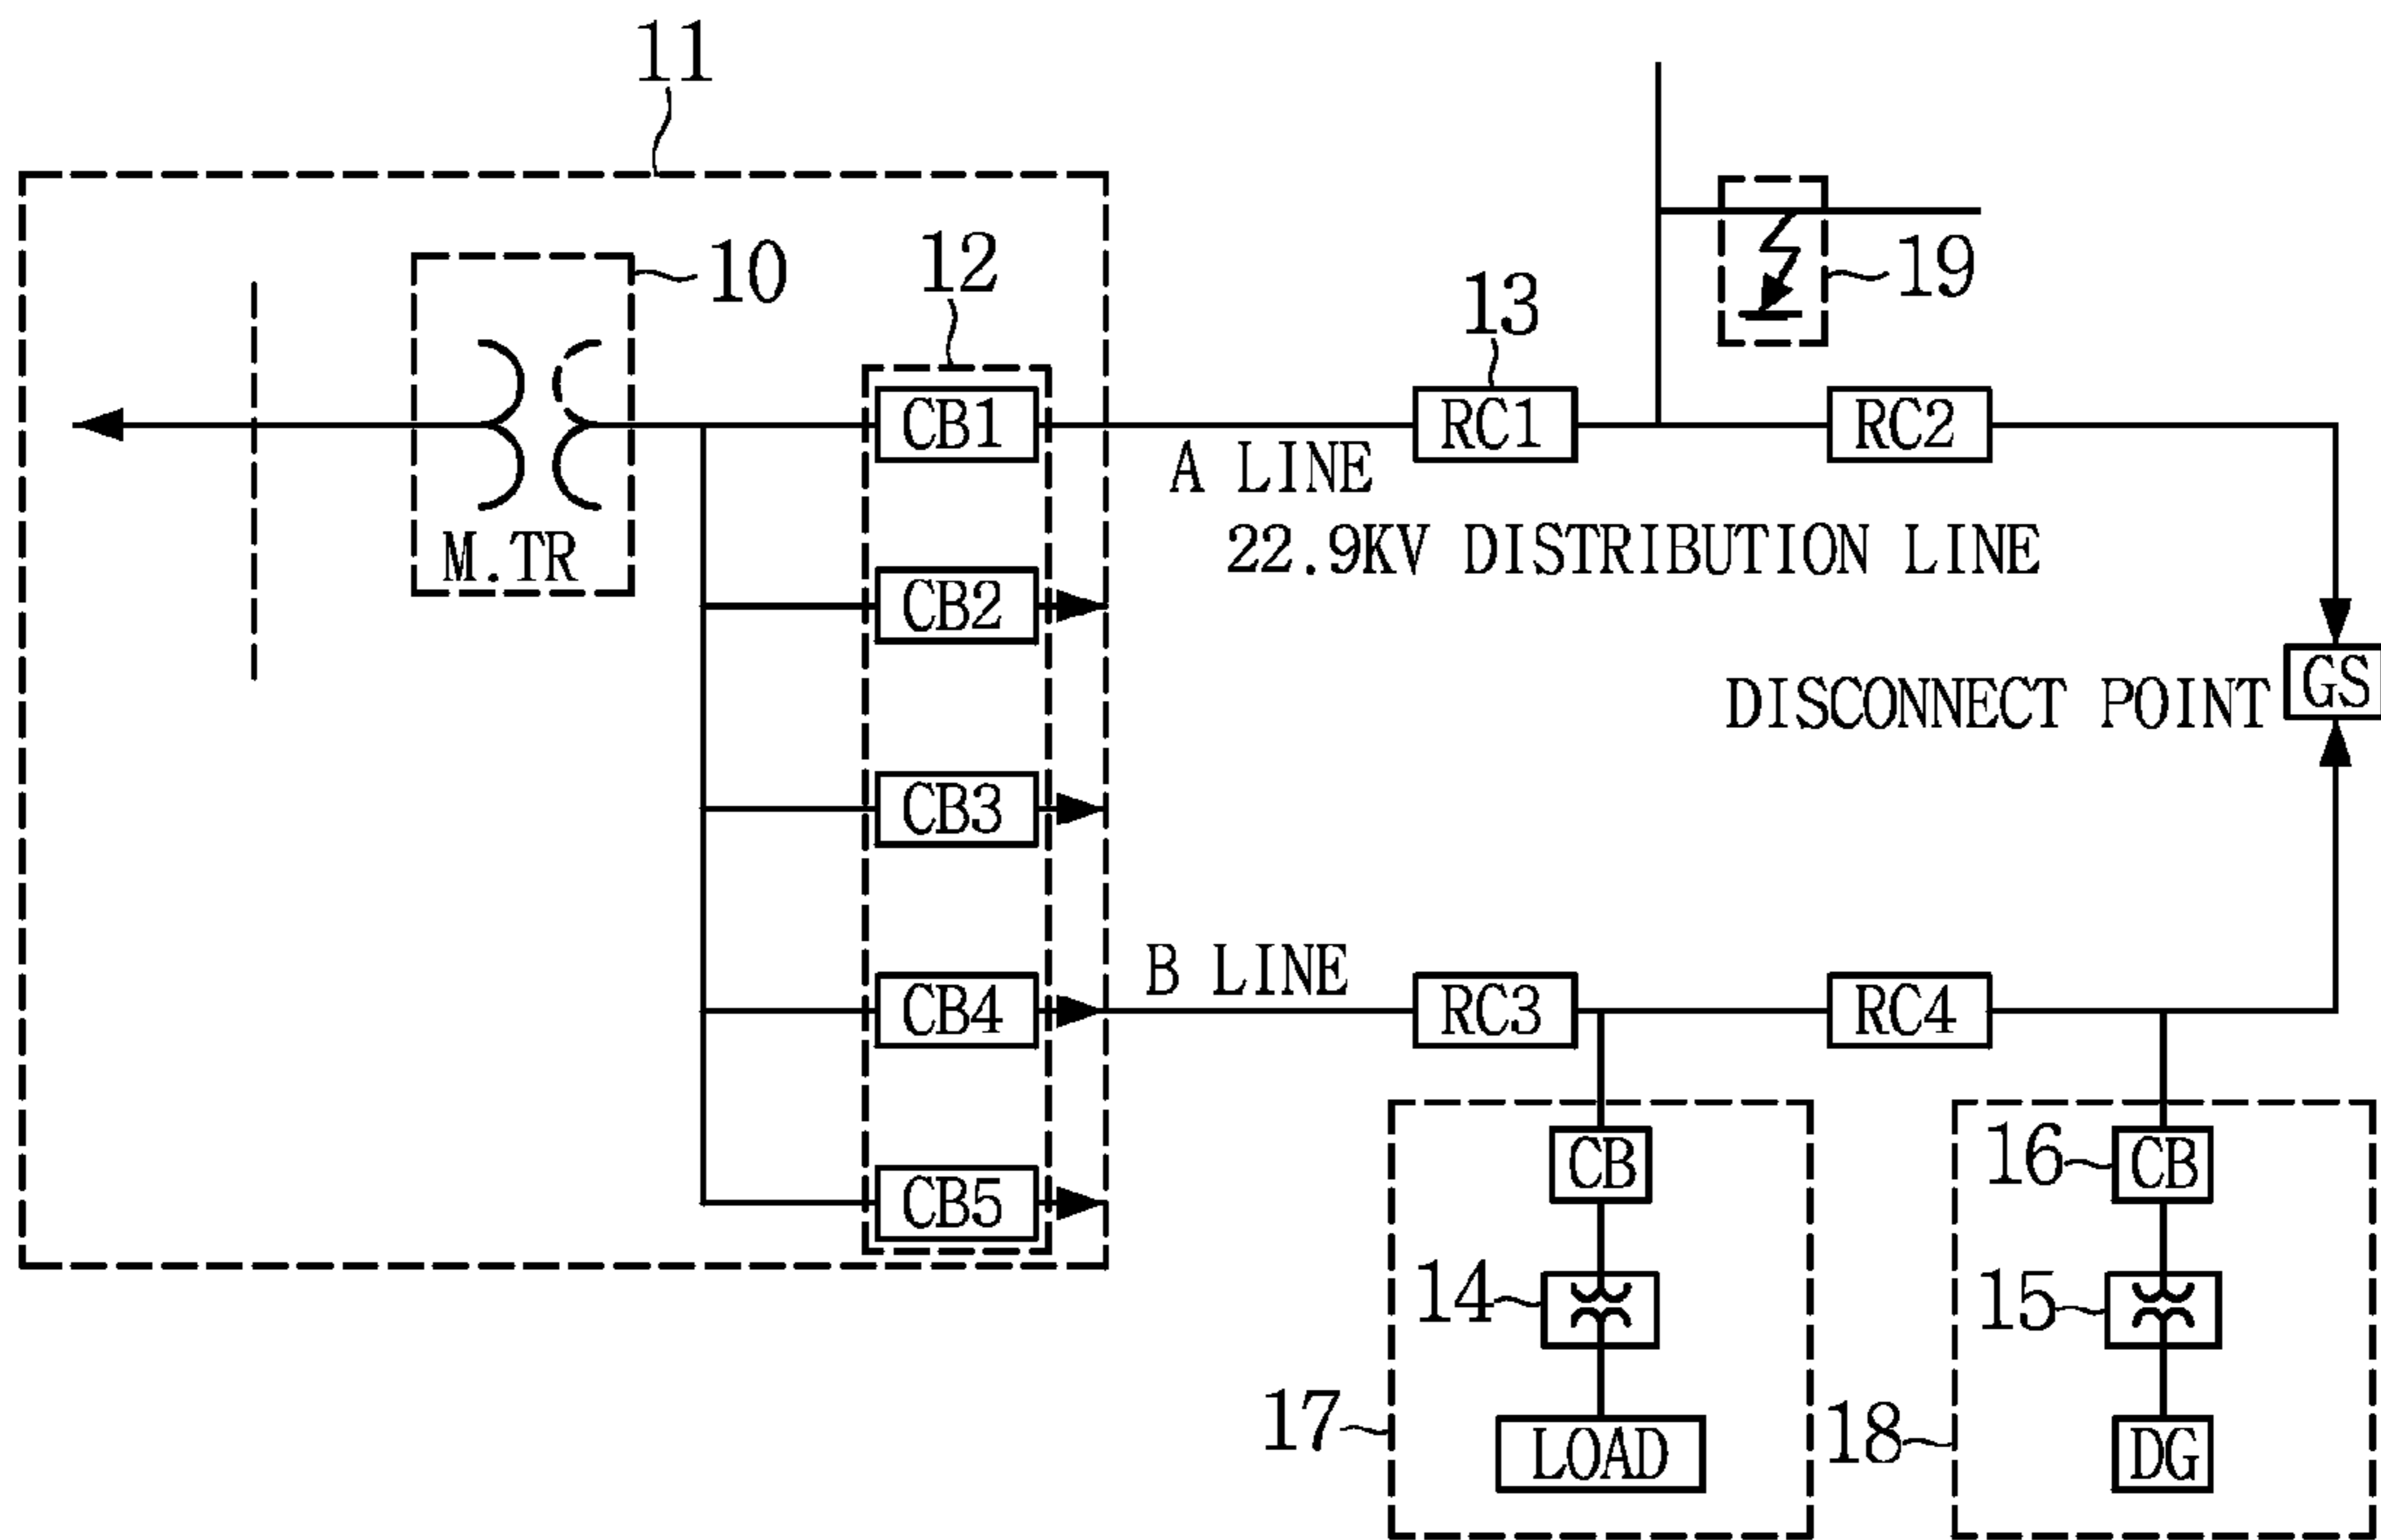 11
10
12
19
13
CB1
RC1
RC2
A LINE
M.TR
22.9KV DISTRIBUTION LINE
CB2
DISCONNECT POINT
GS
CB3
B LINE
CB4
RC3
RC4
CB
16
CB
CB5
14
15
17
LOAD
18
DG